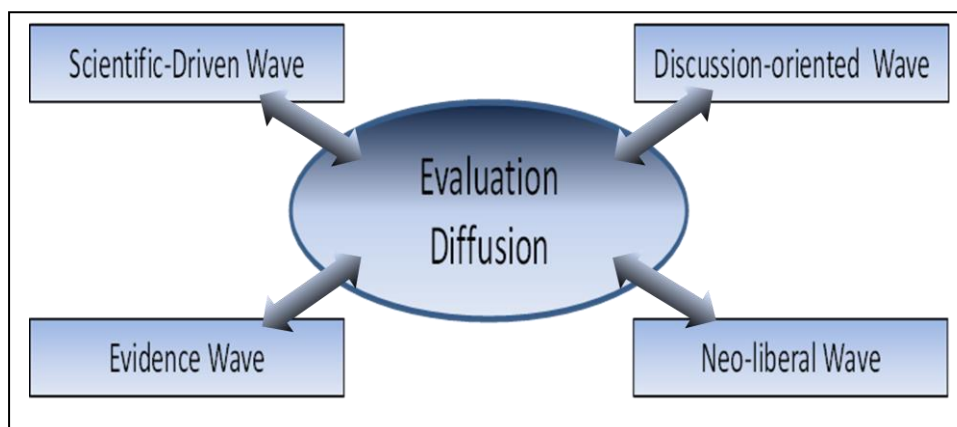 Scientific-Driven Wave
Discussion-oriented Wave
Evaluation
Diffusion
Evidence Wave
Neo-liberal Wave